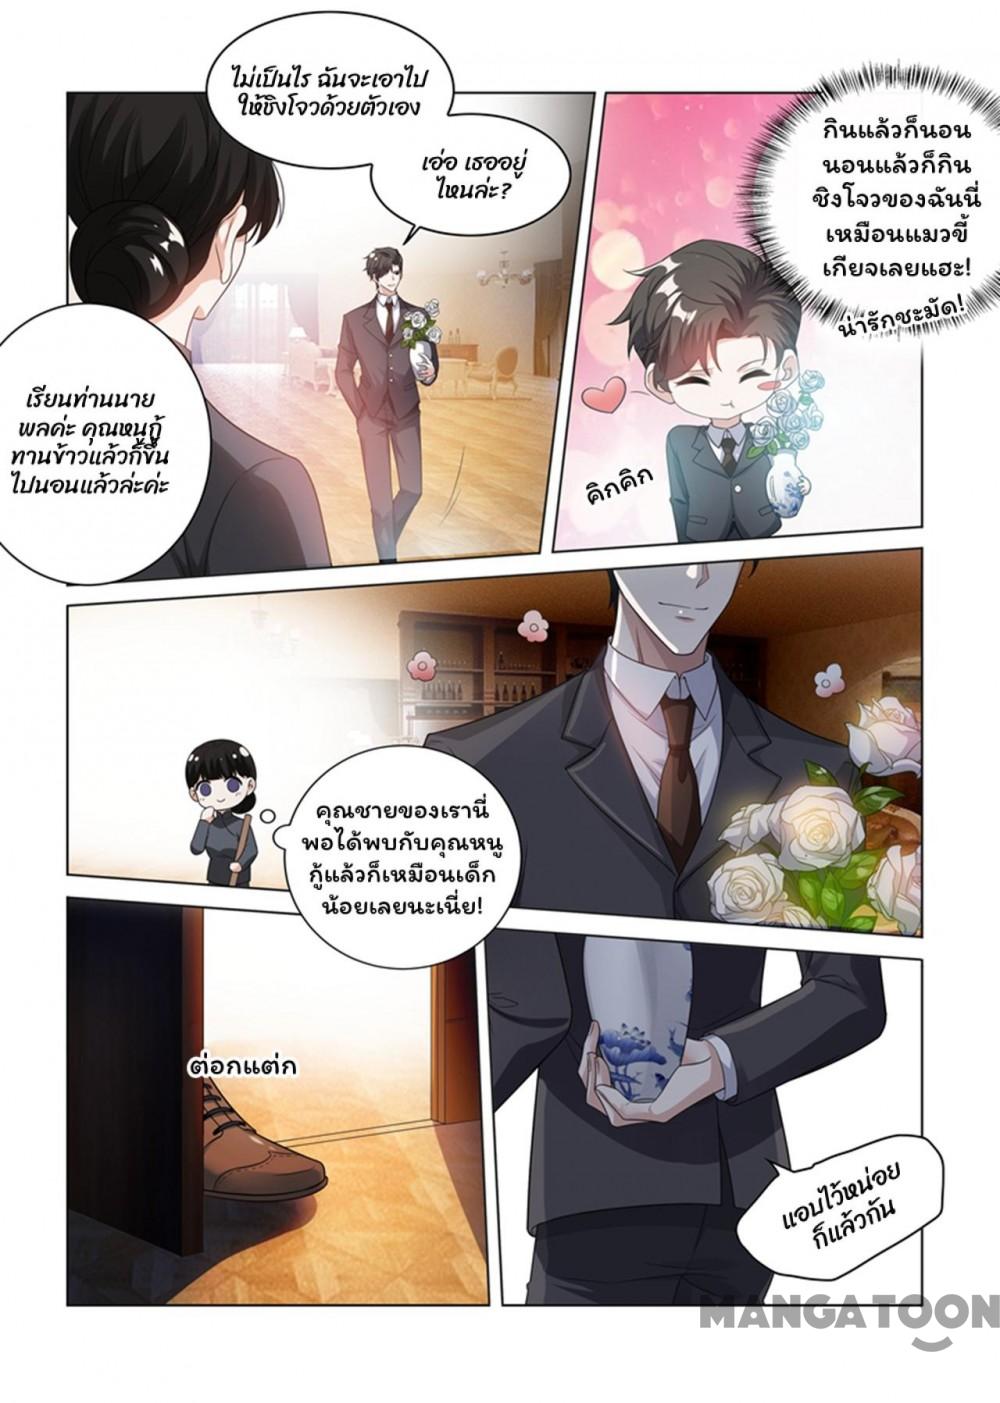 ไม่เป็นไร ฉันจะเอาไป
ให้ชิงโจวด้วยตัวเอง
เอ่อ เธออยู่
ไหนล่ะ?
เรียนท่านนาย
พลค่ะ คุณหนูกู้
ทานข้าวแล้วก็ขึ้น
ไปนอนแล้วล่ะค่ะ
กินแล้วก็นอน
นอนแล้วก็กิน
ชิงโจวของฉันนี่
เหมือนแมวขี้
เกียจเลยแฮะ!
น่ารักชะมัด!
คิกคิก
คุณชายของเรานี่
พอได้พบกับคุณหนู
กู้แล้วก็เหมือนเด็ก
น้อยเลยนะเนี่ย!
ต่อกแต่ก
แอบไว้หน่อย
ก็แล้วกัน
MANGATOON